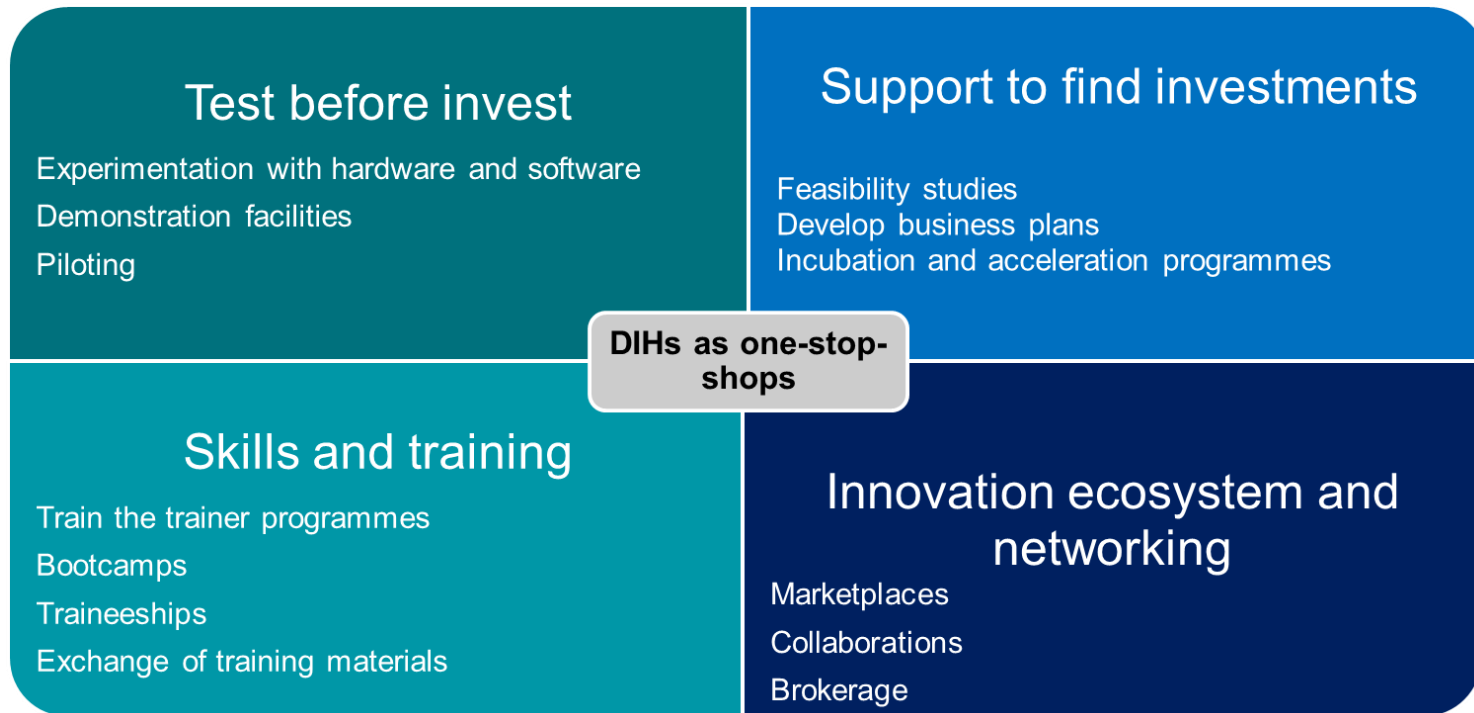 Test before invest
Experimentation with hardware and software
Demonstration facilities
Piloting
Support to find investments
Feasibility studies
Develop business plans
Incubation and acceleration programmes
DIHs as one-stop-
shops
Skills and training
Train the trainer programmes
Bootcamps
Traineeships
Exchange of training materials
Innovation ecosystem and
networking
Marketplaces
Collaborations
Brokerage